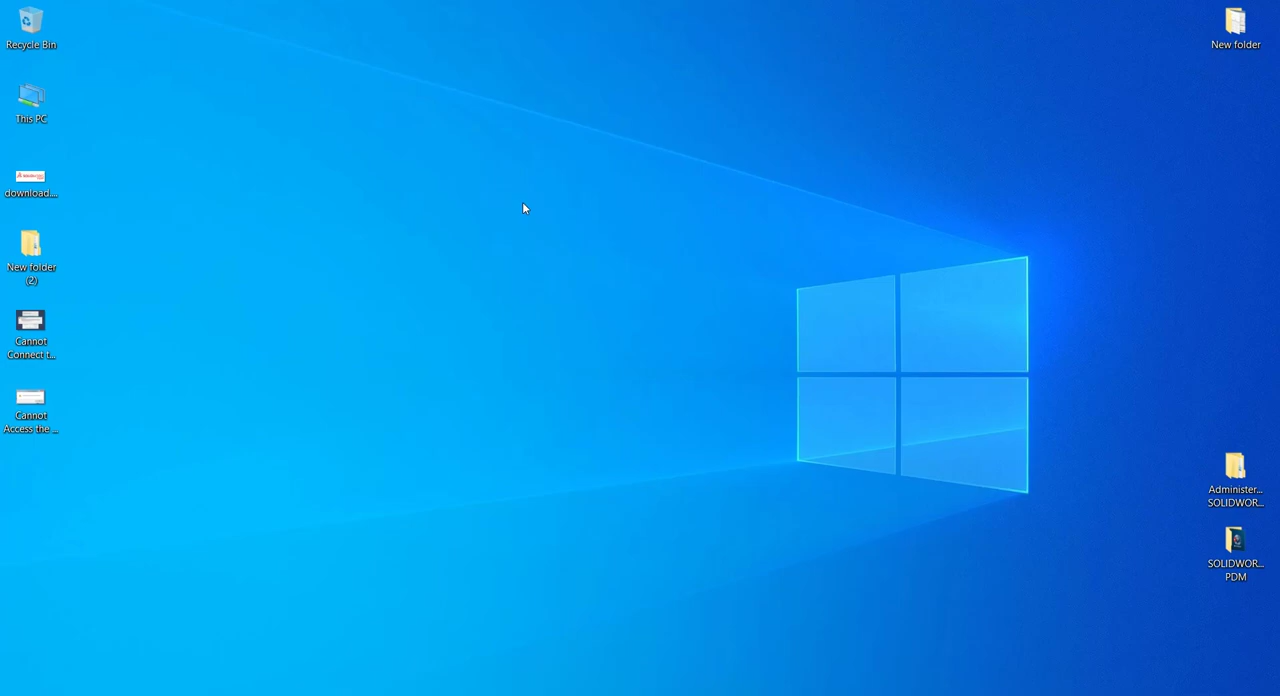 Recycle Bin
This PC
download....
New folder
(2)
Cannot
Connect t...
Cannot
Access the ...
New folder
Administer...
SOLIDWOR...
SOLIDWOR...
PDM